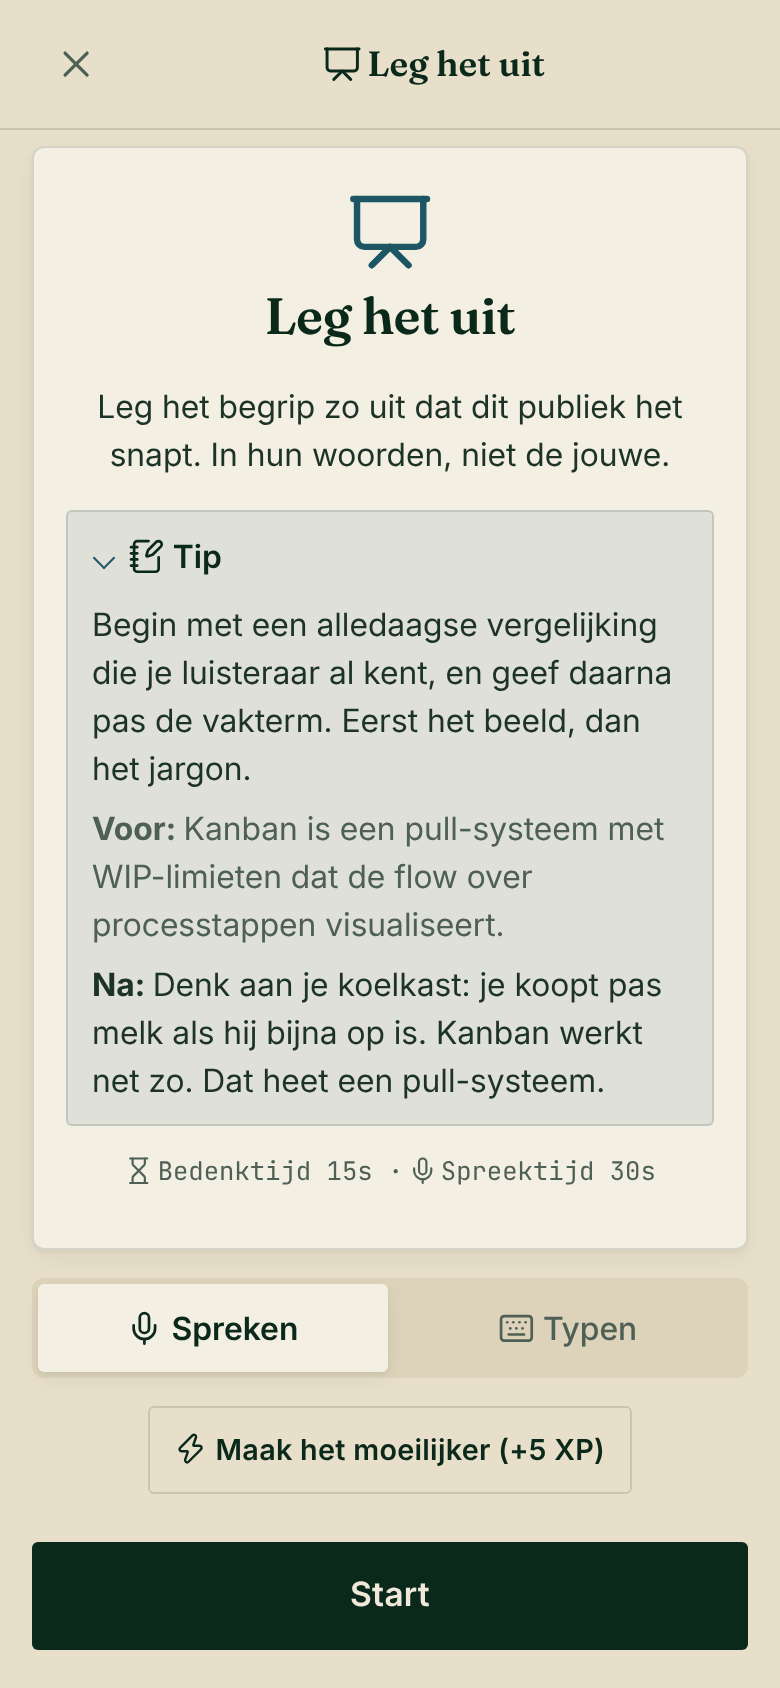 Leg het uit
Leg het uit
Leg het begrip zo uit dat dit publiek het
snapt. In hun woorden, niet de jouwe.
Tip
Begin met een alledaagse vergelijking
die je luisteraar al kent, en geef daarna
pas de vakterm. Eerst het beeld, dan
het jargon.
Voor: Kanban is een pull-systeem met
WIP-limieten dat de flow over
processtappen visualiseert.
Na: Denk aan je koelkast: je koopt pas
melk als hij bijna op is. Kanban werkt
net zo. Dat heet een pull-systeem.
Bedenktijd 15s · Spreektijd 30s
Spreken
Typen
Maak het moeilijker (+5 XP)
Start